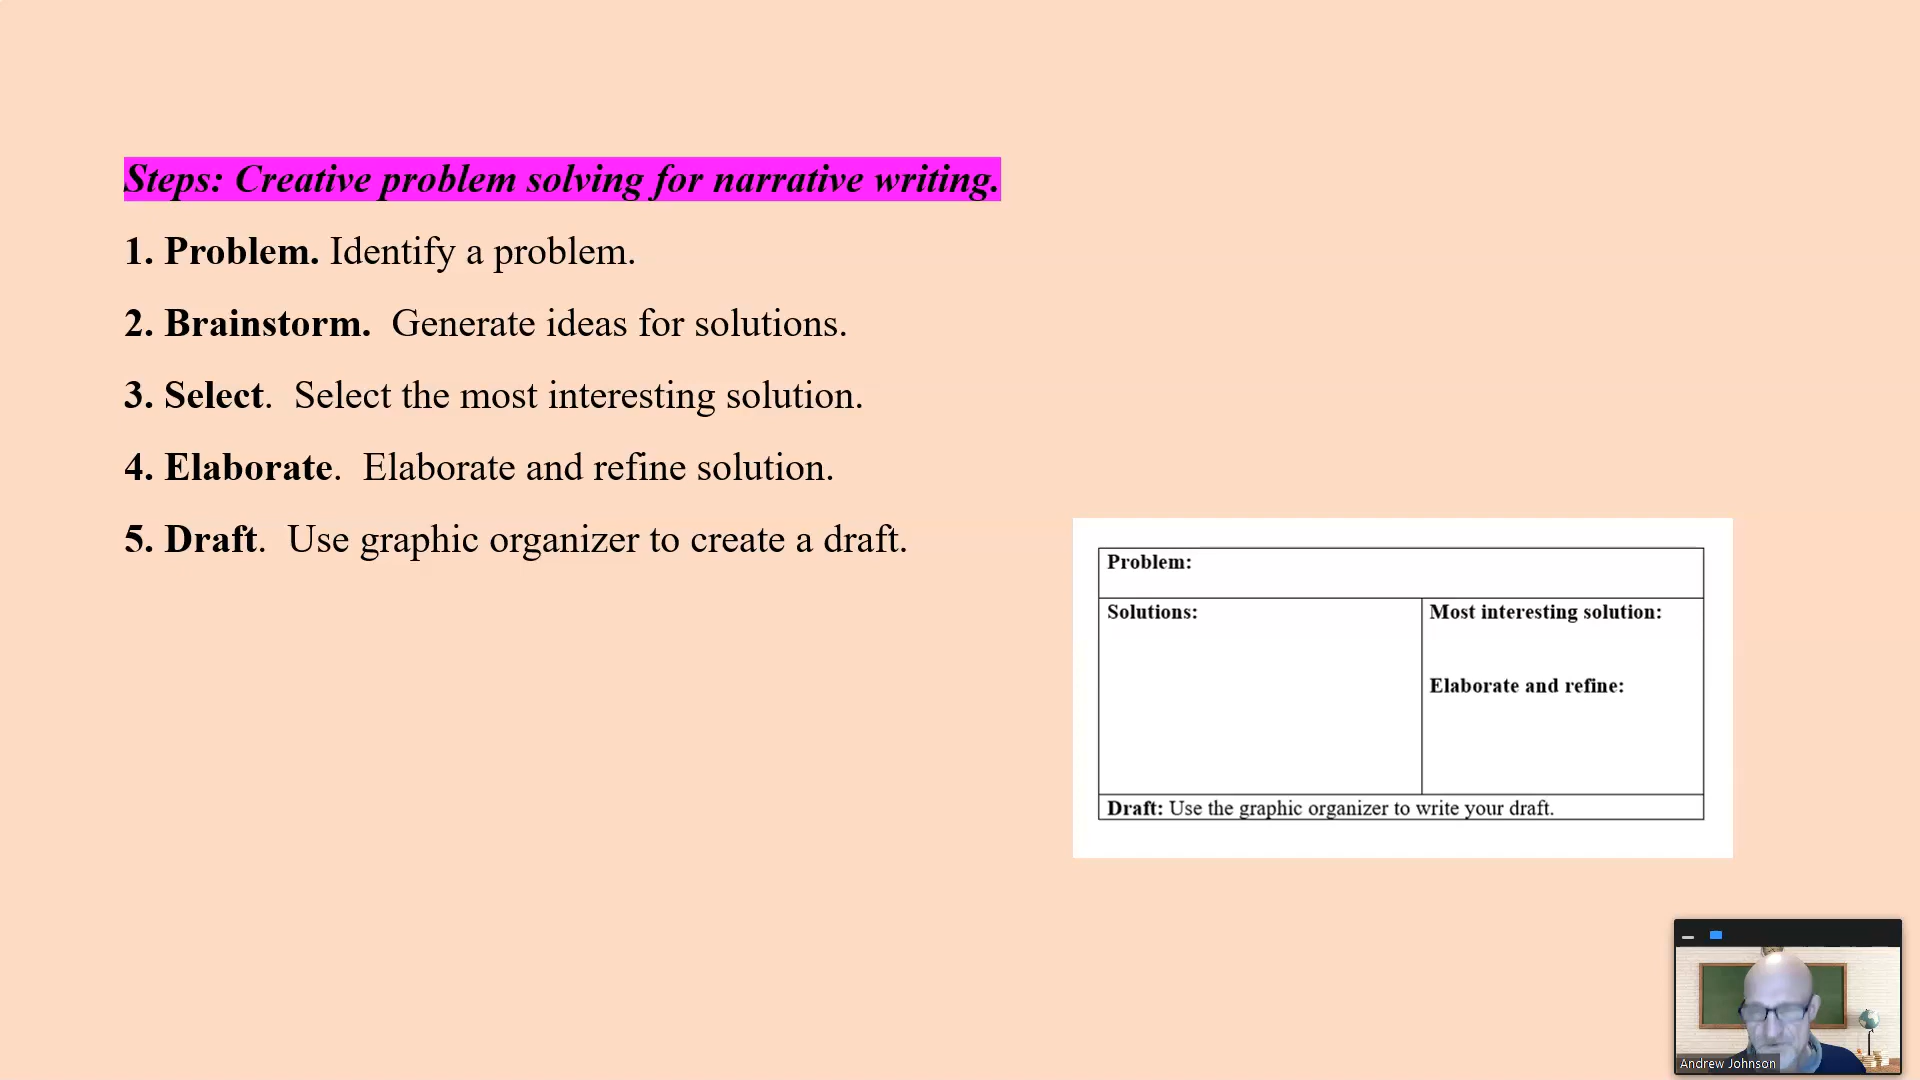 Steps: Creative problem solving for narrative writing.
1. Problem. Identify a problem.
2. Brainstorm.  Generate ideas for solutions.
3. Select.  Select the most interesting solution.
4. Elaborate.  Elaborate and refine solution.
5. Draft.  Use graphic organizer to create a draft.
Problem:
Solutions:
Most interesting solution:
Elaborate and refine:
Draft: Use the graphic organizer to write your draft.
Andrew Johnson